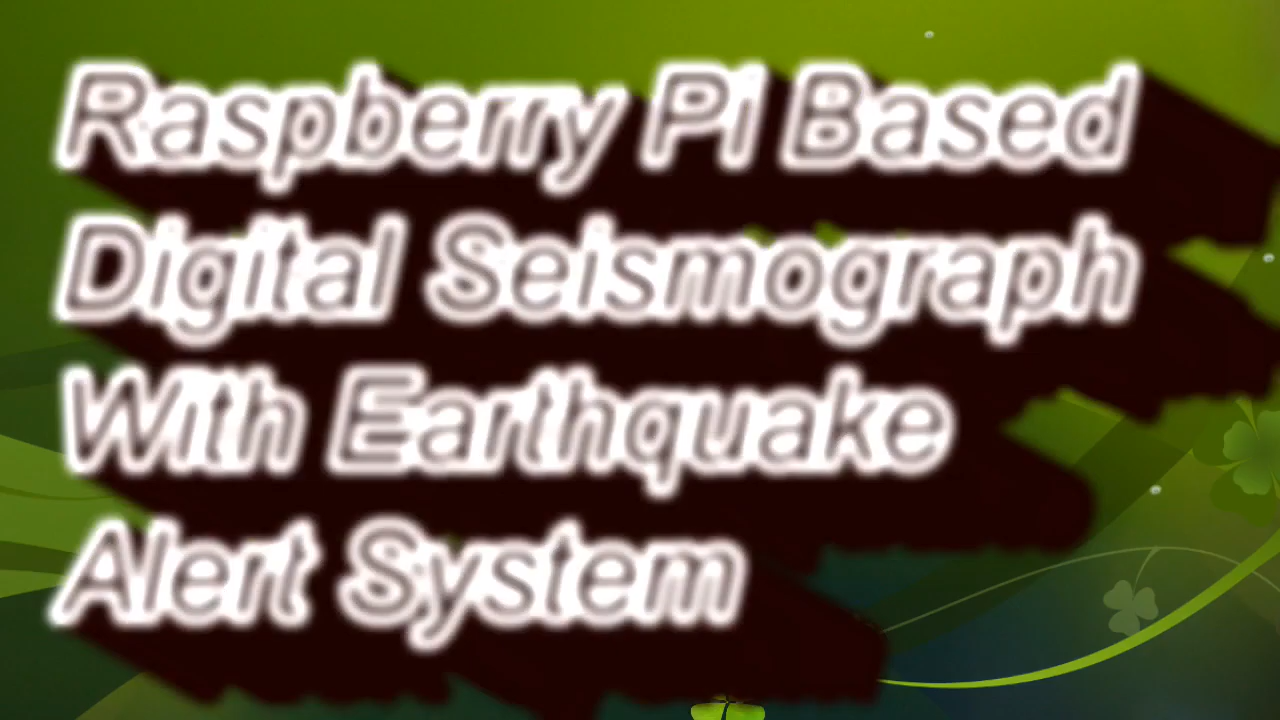 Raspberry Pi Based
Digital Seismograph
With Earthquake
Alert System